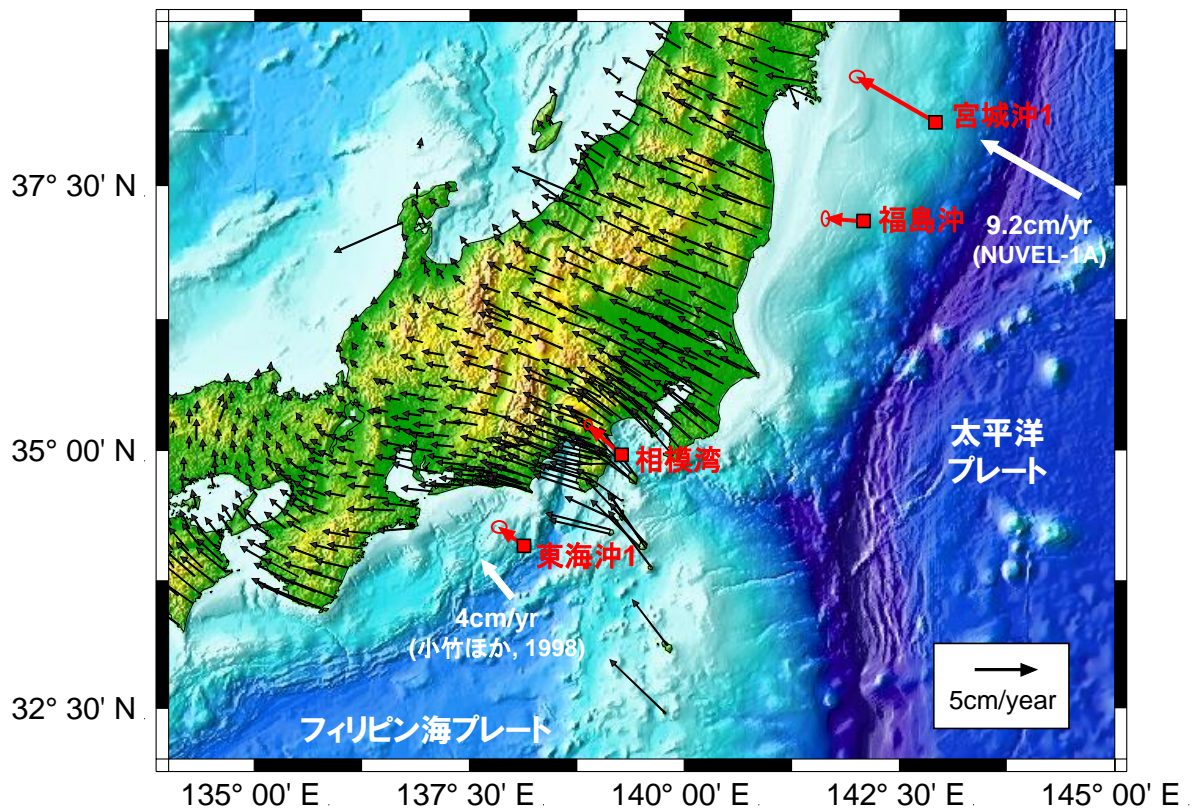 宮城沖1
37° 30' N
福島沖
9.2cm/yr
(NUVEL-1A)
35° 00' N
相模湾
太平洋
プレート
東海沖1
4cm/yr
(小竹ほか, 1998)
5cm/year
32° 30' N
フィリピン海プレート
135° 00' E
137° 30' E
140° 00' E
142° 30' E
145° 00' E